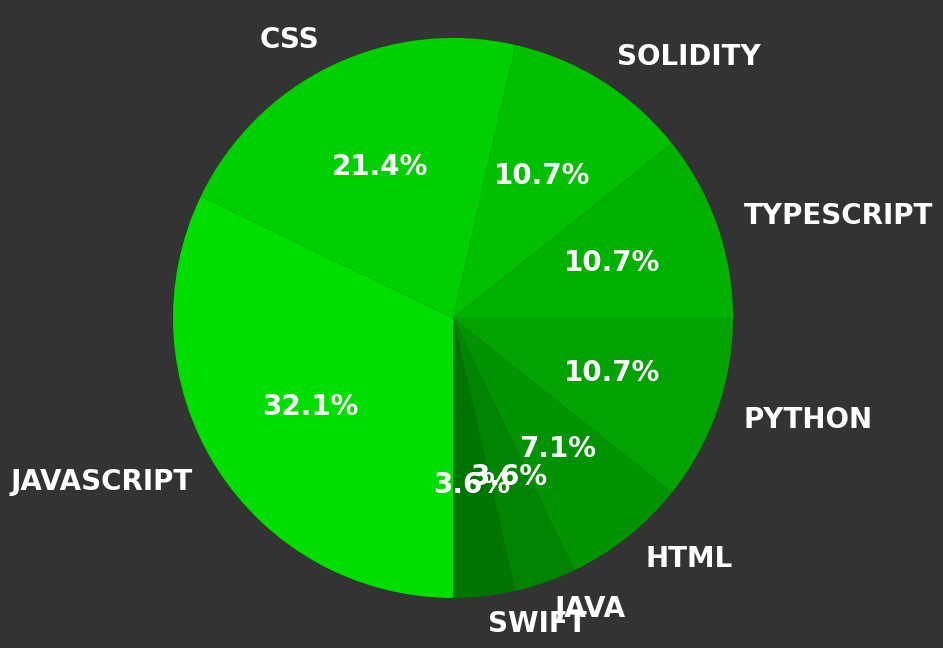 CSS
SOLIDITY
21.4%
10.7%
TYPESCRIPT
10.7%
10.7%
32.1%
PYTHON
7.1%
JAVASCRIPT
3.6%
3.6%
HTML
JAVA
SWIFT